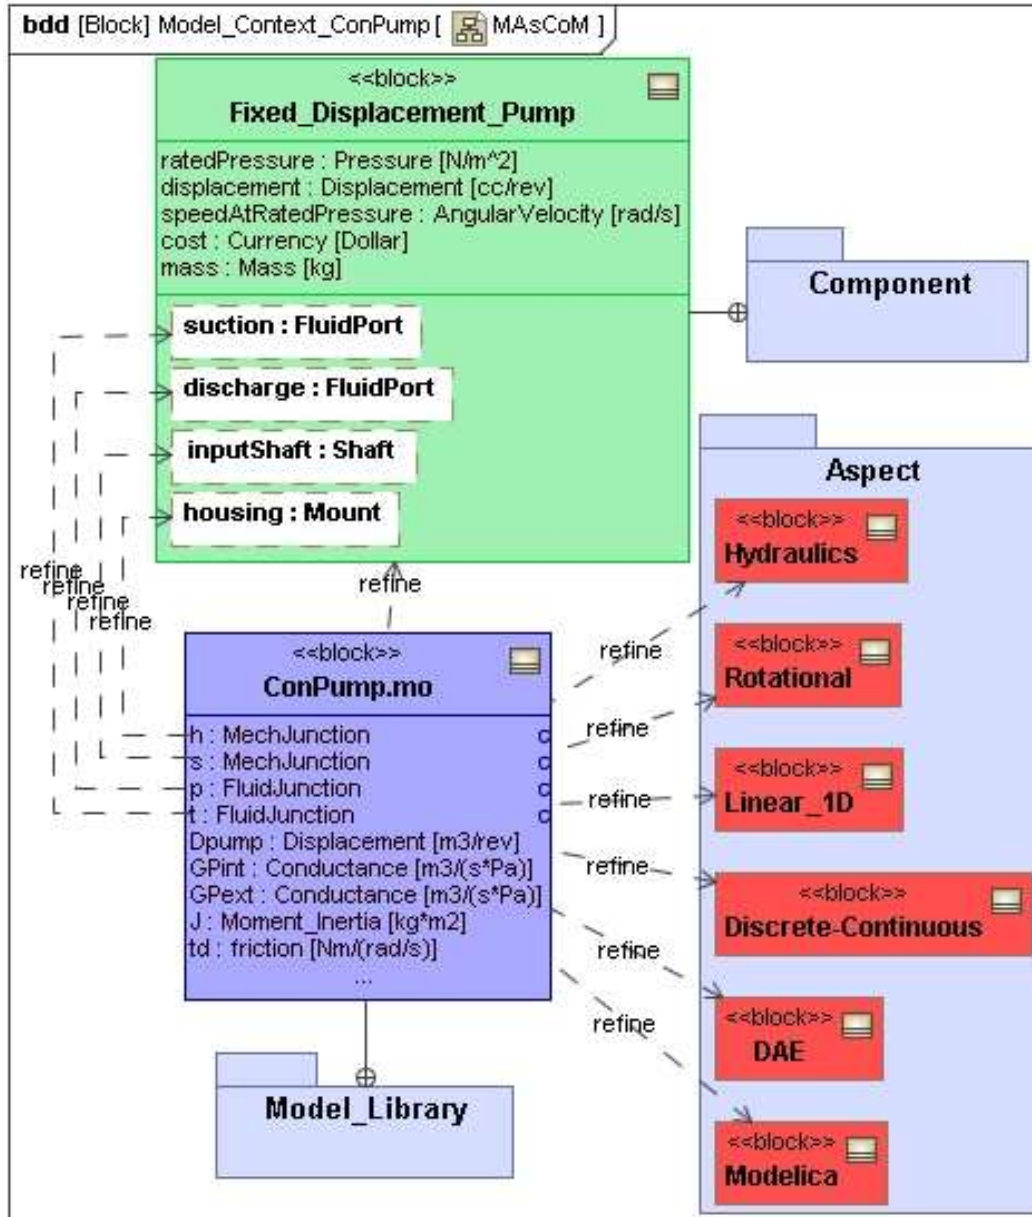 bdd [Block] Model_Context_ConPump [ MAsCoM ]
<<block>>
Fixed_Displacement_Pump
ratedPressure : Pressure [N/m^2]
displacement : Displacement [cc/rev]
speedAtRatedPressure : AngularVelocity [rad/s]
cost : Currency [Dollar]
mass : Mass [kg]
suction : FluidPort
discharge : FluidPort
inputShaft : Shaft
housing : Mount
Component
Aspect
<<block>>
Hydraulics
<<block>>
Rotational
<<block>>
Linear_1D
<<block>>
Discrete-Continuous
<<block>>
DAE
<<block>>
Modelica
refine
refine
refine
refine
refine
<<block>>
ConPump.mo
h : MechJunction c
s : MechJunction c
p : FluidJunction c
t : FluidJunction c
Dpump : Displacement [m3/rev]
GPint : Conductance [m3/(s*Pa)]
GPext : Conductance [m3/(s*Pa)]
J : Moment_Inertia [kg*m2]
td : friction [Nm/(rad/s)]
...
refine
refine
refine
refine
refine
refine
Model_Library